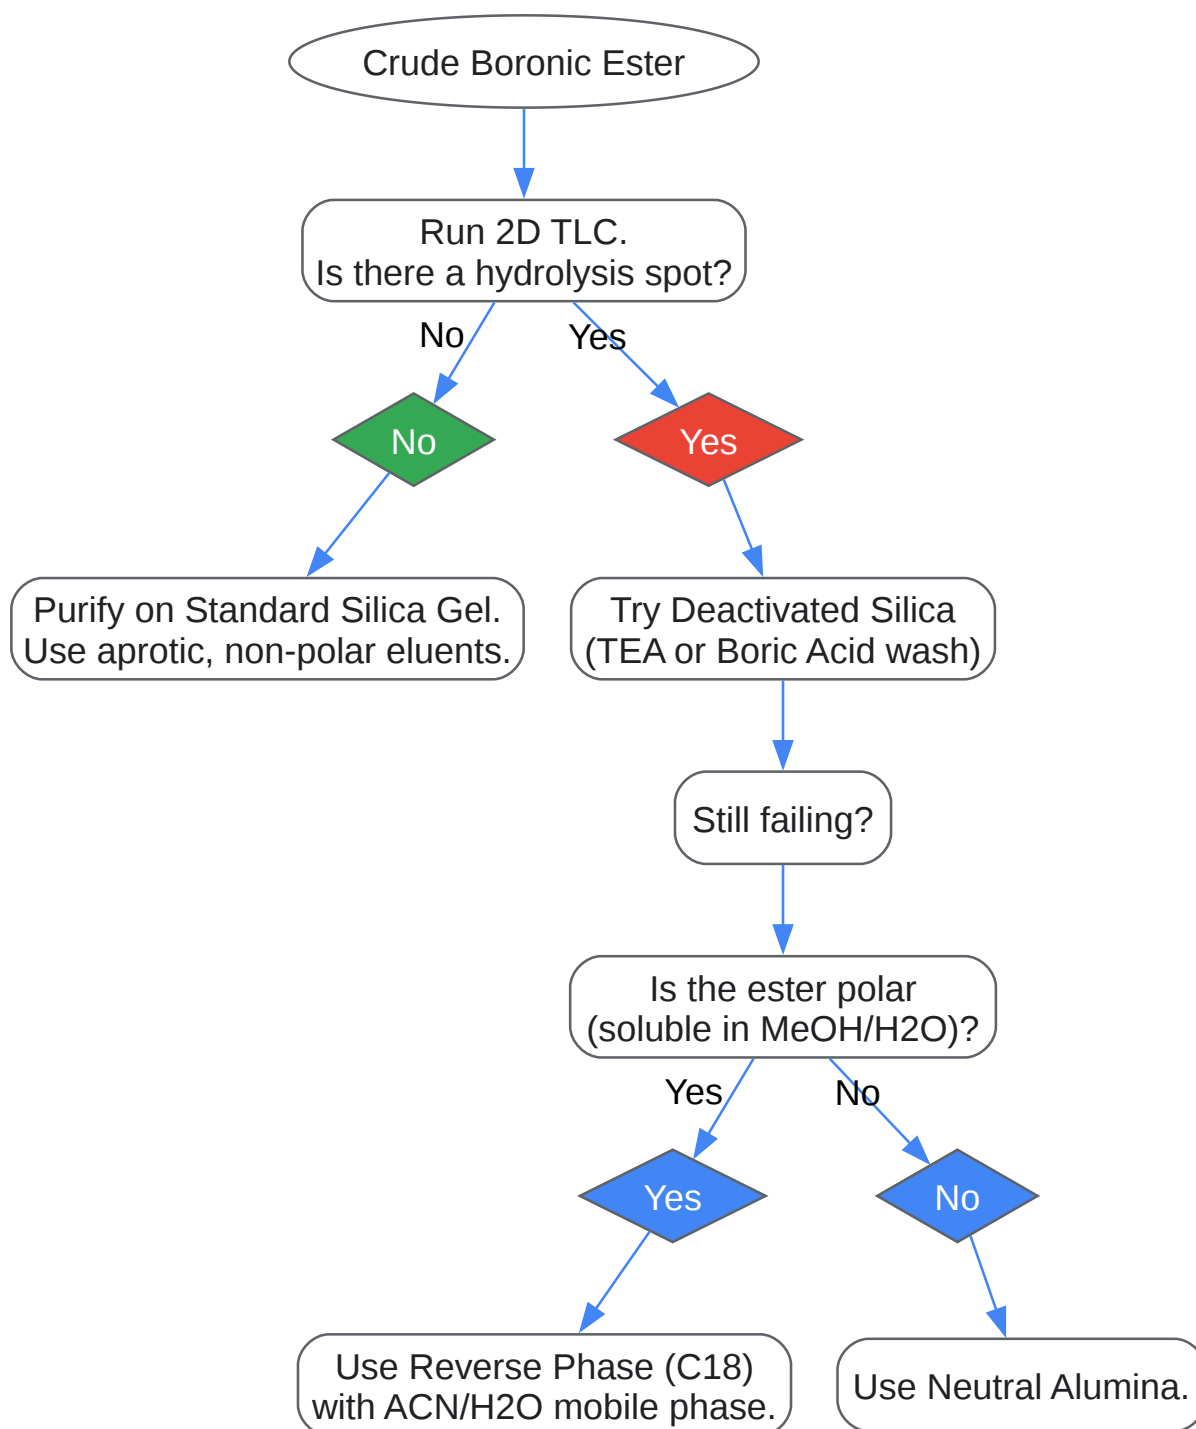 Crude Boronic Ester
Run 2D TLC.
Is there a hydrolysis spot?
No
Yes
No
Yes
Purify on Standard Silica Gel.
Use aprotic, non-polar eluents.
Try Deactivated Silica
(TEA or Boric Acid wash)
Still failing?
Is the ester polar
(soluble in MeOH/H2O)?
Yes
No
Yes
No
Use Reverse Phase (C18)
with ACN/H2O mobile phase.
Use Neutral Alumina.